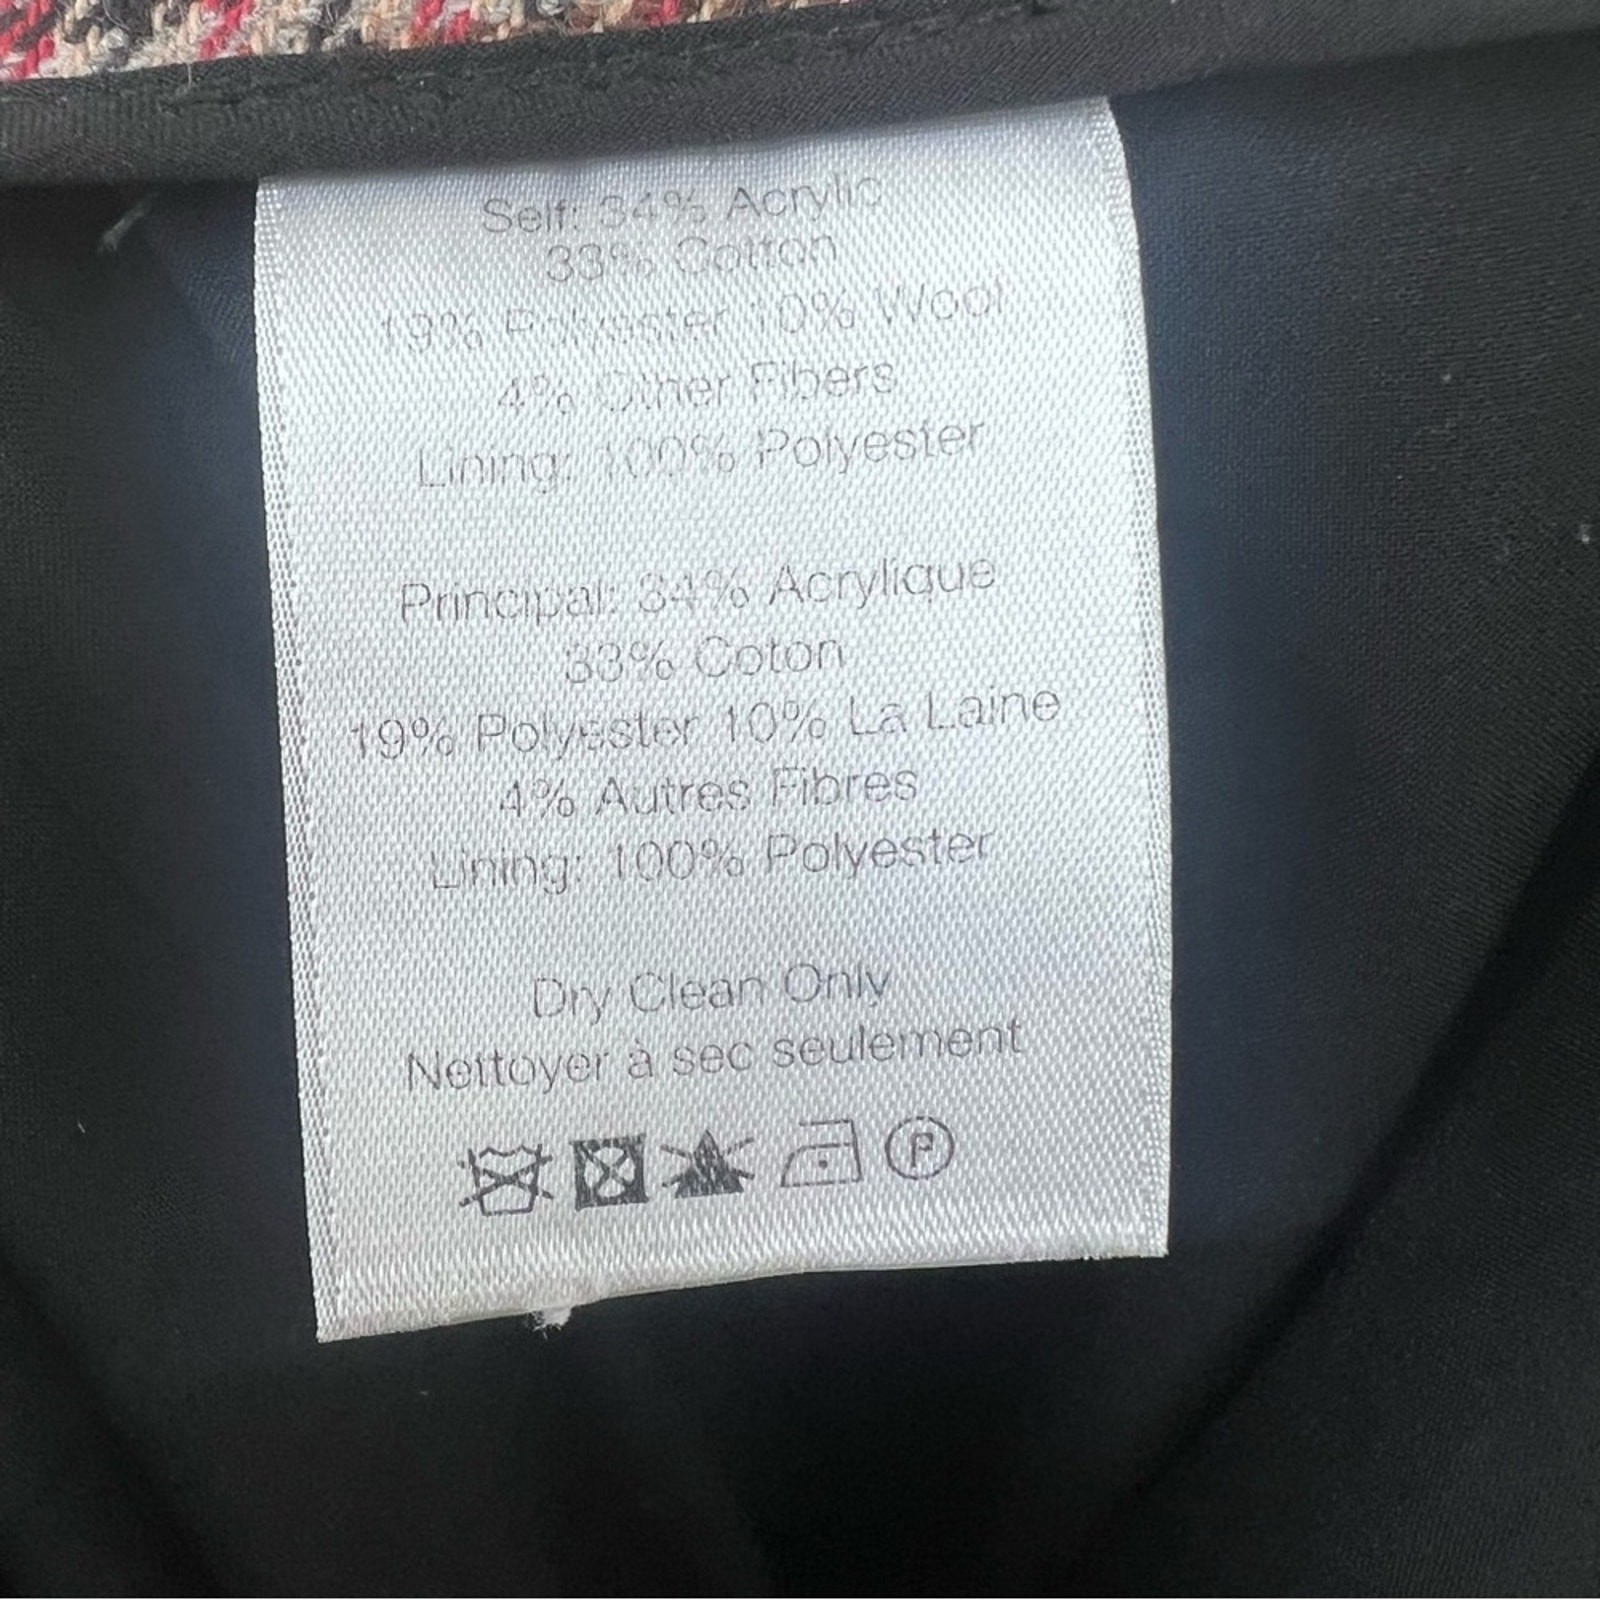 Self: 34% Acrylic
33% Cotton
19% Polyester 10% Wool
4% Other Fibers
Lining: 100% Polyester
Principal: 34% Acrylique
33% Coton
19% Polyester 10% La Laine
4% Autres Fibres
Lining: 100% Polyester
Dry Clean Only
Nettoyer à sec seulement
P